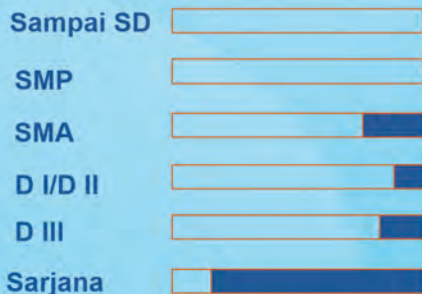 Sampai SD
SMP
SMA
D I/D II
D III
Sarjana